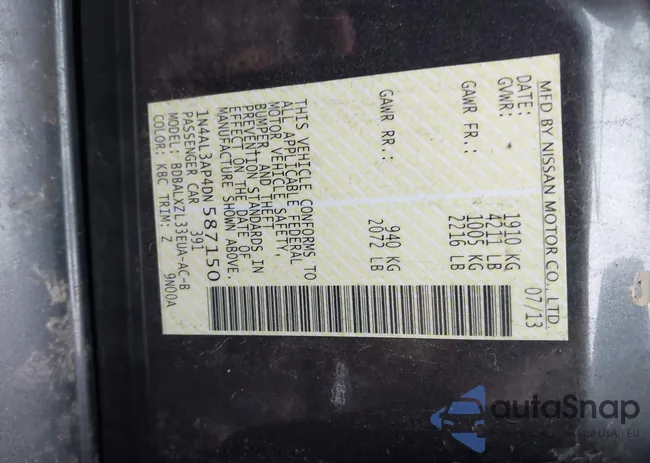 MFD BY NISSAN MOTOR CO., LTD.
DATE: 07/13
GVWR: 1910 KG
4211 LB
GAWR FR.: 1005 KG
2216 LB
GAWR RR.: 940 KG
2072 LB
THIS VEHICLE CONFORMS TO
ALL APPLICABLE FEDERAL
MOTOR VEHICLE SAFETY,
BUMPER, AND THEFT
PREVENTION STANDARDS IN
EFFECT ON THE DATE OF
MANUFACTURE SHOWN ABOVE.
1N4AL3AP4DN587150
PASSENGER CAR 391
MODEL: BDBALXZL33EUA-AC-B
COLOR: KBC TRIM: Z 9N00A
autoSnap